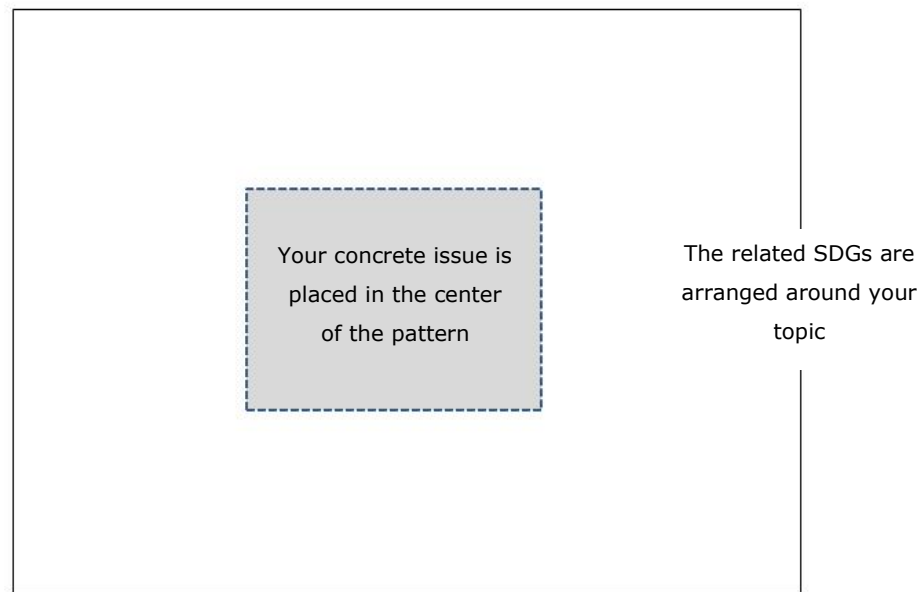 Your concrete issue is
placed in the center
of the pattern
The related SDGs are
arranged around your
topic